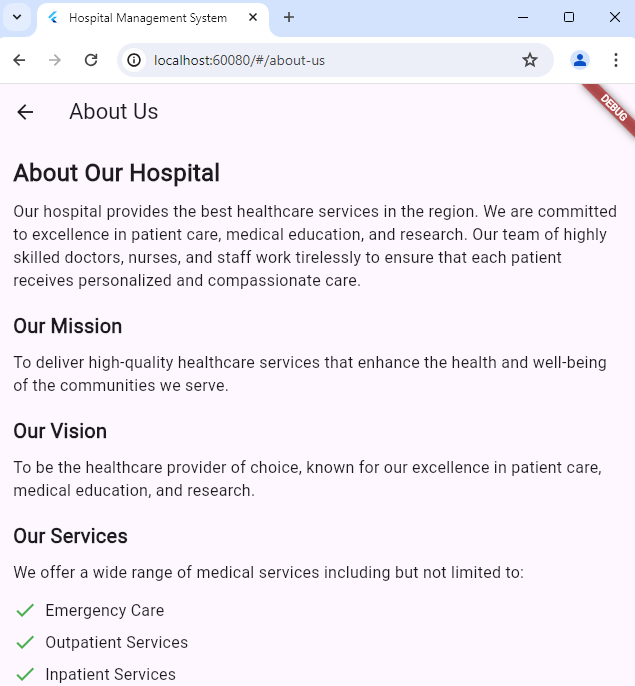 Hospital Management System
localhost:60080/#/about-us
About Us
DEBUG
About Our Hospital
Our hospital provides the best healthcare services in the region. We are committed
to excellence in patient care, medical education, and research. Our team of highly
skilled doctors, nurses, and staff work tirelessly to ensure that each patient
receives personalized and compassionate care.
Our Mission
To deliver high-quality healthcare services that enhance the health and well-being
of the communities we serve.
Our Vision
To be the healthcare provider of choice, known for our excellence in patient care,
medical education, and research.
Our Services
We offer a wide range of medical services including but not limited to:
Emergency Care
Outpatient Services
Inpatient Services